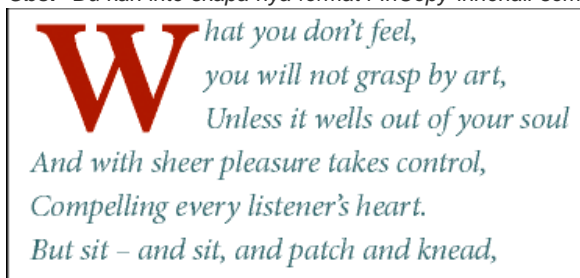 What you don't feel,
you will not grasp by art,
Unless it wells out of your soul
And with sheer pleasure takes control,
Compelling every listener's heart.
But sit – and sit, and patch and knead,